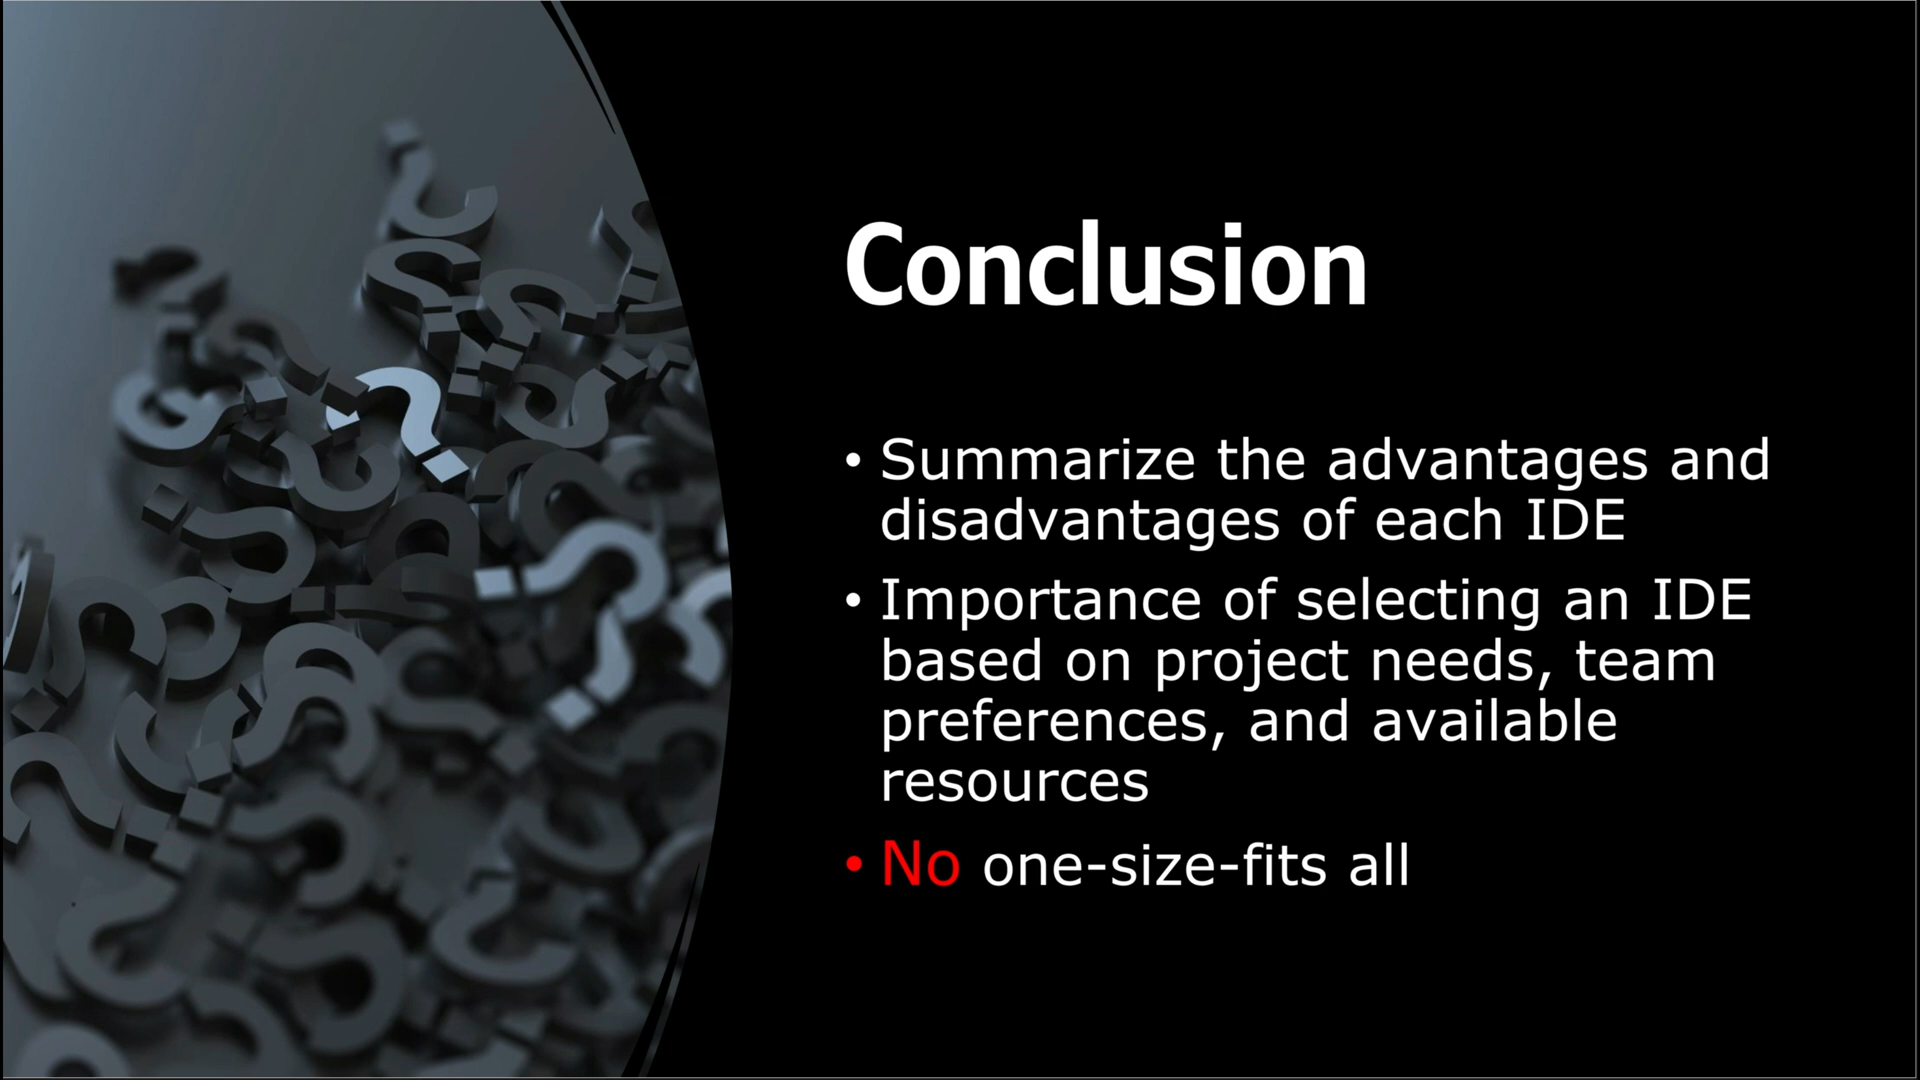 Conclusion
• Summarize the advantages and
disadvantages of each IDE
• Importance of selecting an IDE
based on project needs, team
preferences, and available
resources
• No one-size-fits all